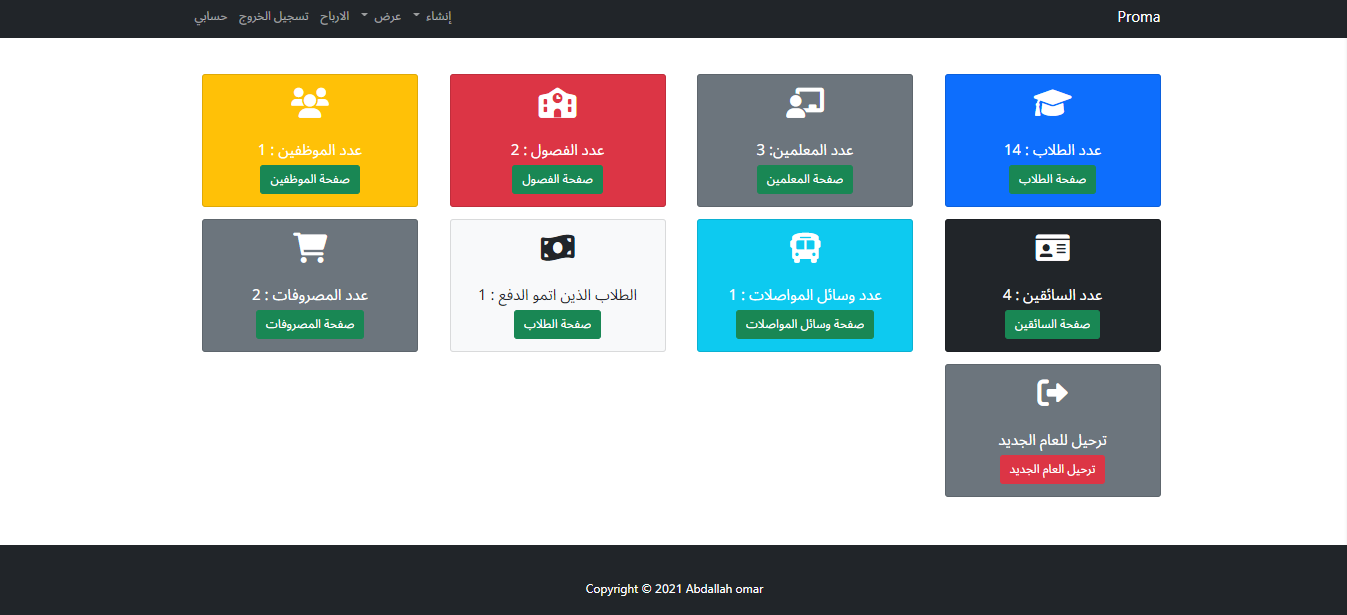 Proma
إنشاء
عرض
الارباح
تسجيل الخروج
حسابي
عدد الطلاب : 14
صفحة الطلاب
عدد المعلمين: 3
صفحة المعلمين
عدد الفصول : 2
صفحة الفصول
عدد الموظفين : 1
صفحة الموظفين
عدد السائقين : 4
صفحة السائقين
عدد وسائل المواصلات : 1
صفحة وسائل المواصلات
الطلاب الذين اتمو الدفع : 1
صفحة الطلاب
عدد المصروفات : 2
صفحة المصروفات
ترحيل للعام الجديد
ترحيل العام الجديد
Copyright © 2021 Abdallah omar